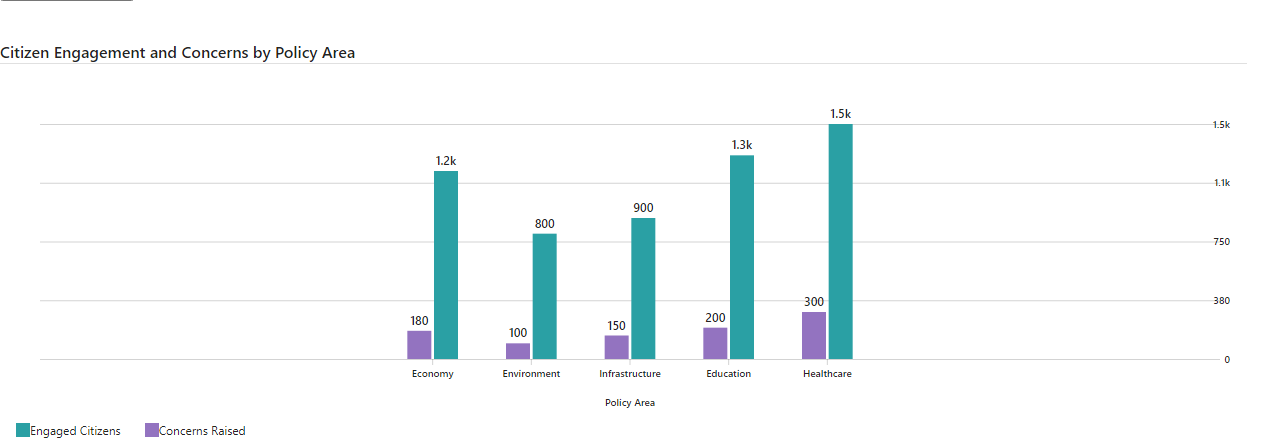 Citizen Engagement and Concerns by Policy Area
1.5k
1.5k
1.3k
1.2k
1.1k
900
800
750
300
380
180
100
150
200
0
Economy
Environment
Infrastructure
Education
Healthcare
Policy Area
Engaged Citizens
Concerns Raised